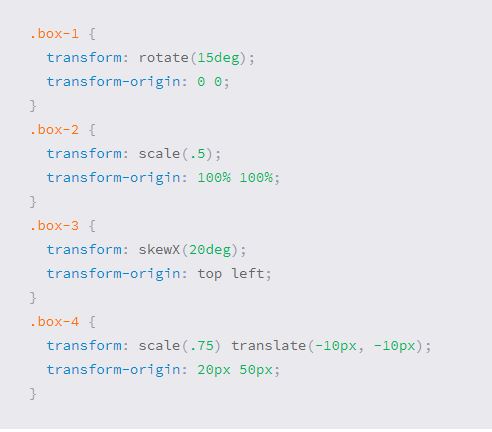 .box-1 {
  transform: rotate(15deg);
  transform-origin: 0 0;
}
.box-2 {
  transform: scale(.5);
  transform-origin: 100% 100%;
}
.box-3 {
  transform: skewX(20deg);
  transform-origin: top left;
}
.box-4 {
  transform: scale(.75) translate(-10px, -10px);
  transform-origin: 20px 50px;
}